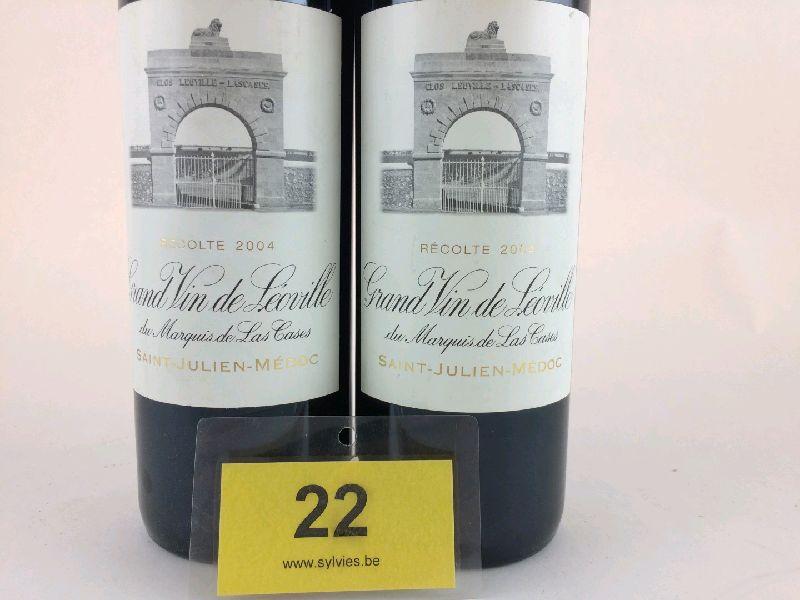 CLOS LEOVILLE-LASCASES
RÉCOLTE 2004
Grand Vin de Léoville
du Marquis de Las Cases
SAINT-JULIEN-MÉDOC
CLOS LEOVILLE-LASCASES
RÉCOLTE 2004
Grand Vin de Léoville
du Marquis de Las Cases
SAINT-JULIEN-MÉDOC
22
www.sylvies.be